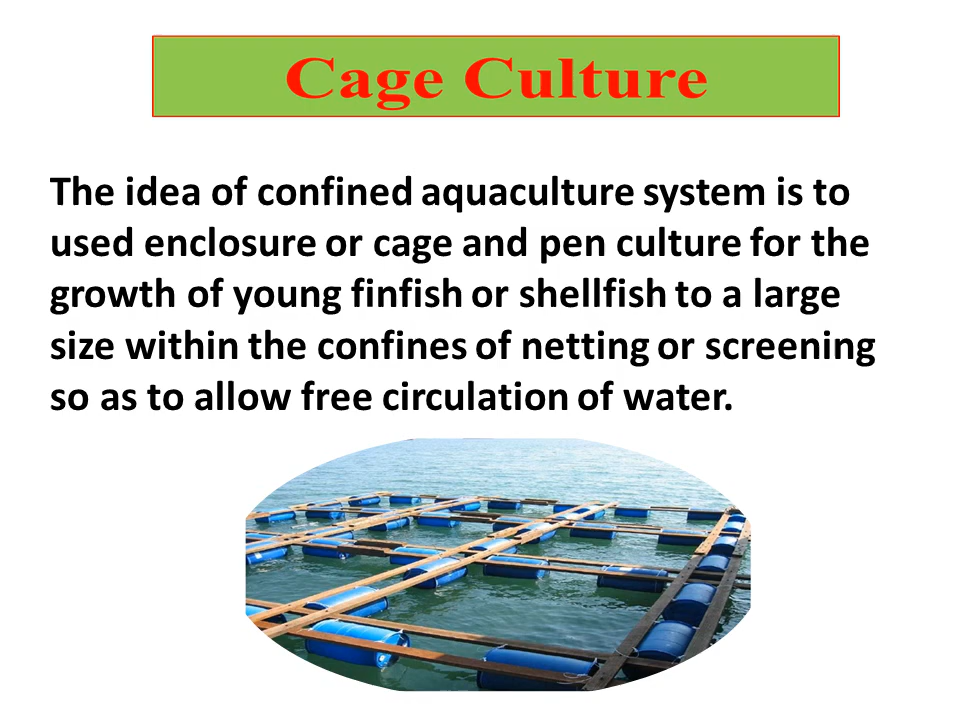 Cage Culture
The idea of confined aquaculture system is to
used enclosure or cage and pen culture for the
growth of young finfish or shellfish to a large
size within the confines of netting or screening
so as to allow free circulation of water.